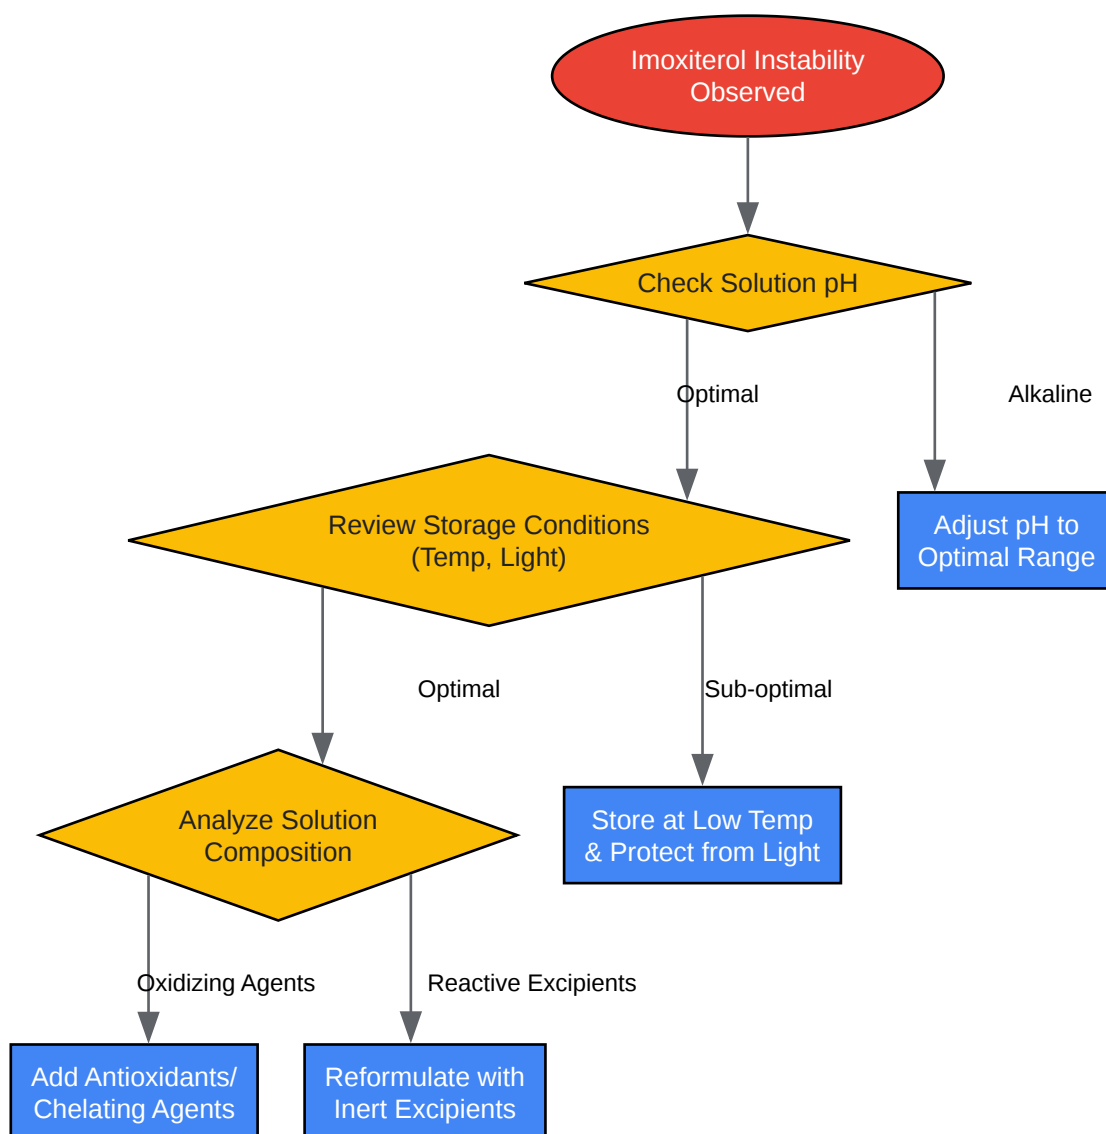 Imoxiterol Instability
Observed
Check Solution pH
Optimal
Alkaline
Adjust pH to
Optimal Range
Review Storage Conditions
(Temp, Light)
Optimal
Sub-optimal
Store at Low Temp
& Protect from Light
Analyze Solution
Composition
Oxidizing Agents
Reactive Excipients
Add Antioxidants/
Chelating Agents
Reformulate with
Inert Excipients